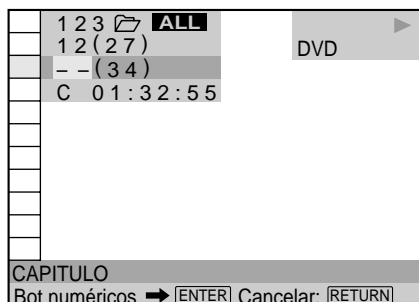 123 ALL
12(27)
DVD
– –(34)
C 01:32:55
CAPITULO
Bot numéricos ➡ ENTER Cancelar: RETURN